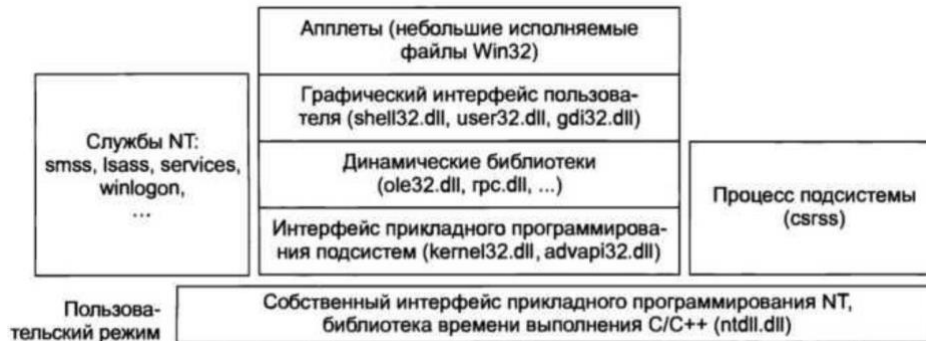 Апплеты (небольшие исполняемые
файлы Win32)
Графический интерфейс пользова-
теля (shell32.dll, user32.dll, gdi32.dll)
Службы NT:
smss, lsass, services,
winlogon,
...
Динамические библиотеки
(ole32.dll, rpc.dll, ...)
Интерфейс прикладного программирова-
ния подсистем (kernel32.dll, advapi32.dll)
Процесс подсистемы
(csrss)
Пользова-
тельский режим
Собственный интерфейс прикладного программирования NT,
библиотека времени выполнения C/C++ (ntdll.dll)